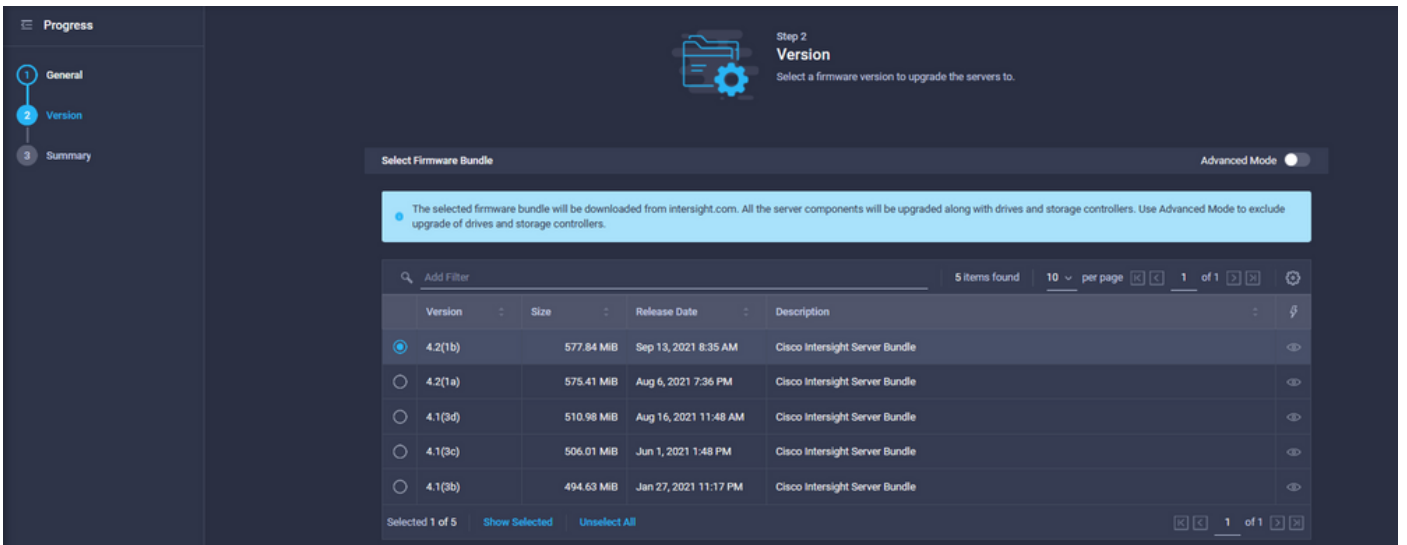 Progress
1 General
2 Version
3 Summary
Step 2
Version
Select a firmware version to upgrade the servers to.
Select Firmware Bundle Advanced Mode
The selected firmware bundle will be downloaded from intersight.com. All the server components will be upgraded along with drives and storage controllers. Use Advanced Mode to exclude
upgrade of drives and storage controllers.
Add Filter 5 items found 10 per page 1 of 1
Version Size Release Date Description
4.2(1b) 577.84 MiB Sep 13, 2021 8:35 AM Cisco Intersight Server Bundle
4.2(1a) 575.41 MiB Aug 6, 2021 7:36 PM Cisco Intersight Server Bundle
4.1(3d) 510.98 MiB Aug 16, 2021 11:48 AM Cisco Intersight Server Bundle
4.1(3c) 506.01 MiB Jun 1, 2021 1:48 PM Cisco Intersight Server Bundle
4.1(3b) 494.63 MiB Jan 27, 2021 11:17 PM Cisco Intersight Server Bundle
Selected 1 of 5 Show Selected Unselect All 1 of 1